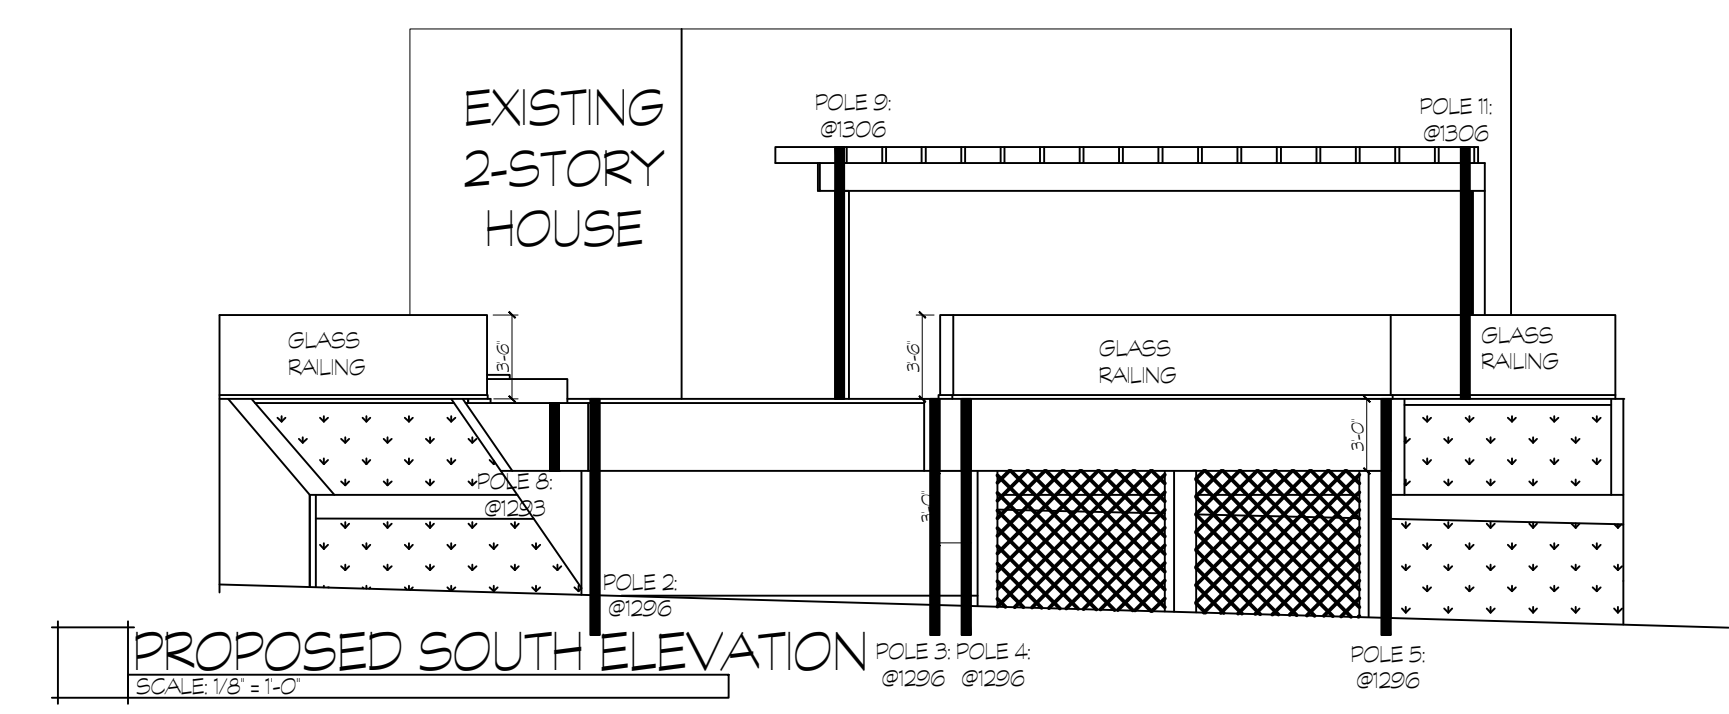 EXISTING
2-STORY
HOUSE
POLE 9:
@1306
POLE 11:
@1306
GLASS
RAILING
3'-6"
3'-6"
GLASS
RAILING
GLASS
RAILING
3'-0"
POLE 8:
@1293
3'-0"
POLE 2:
@1296
PROPOSED SOUTH ELEVATION
SCALE: 1/8" = 1'-0"
POLE 3:
@1296
POLE 4:
@1296
POLE 5:
@1296